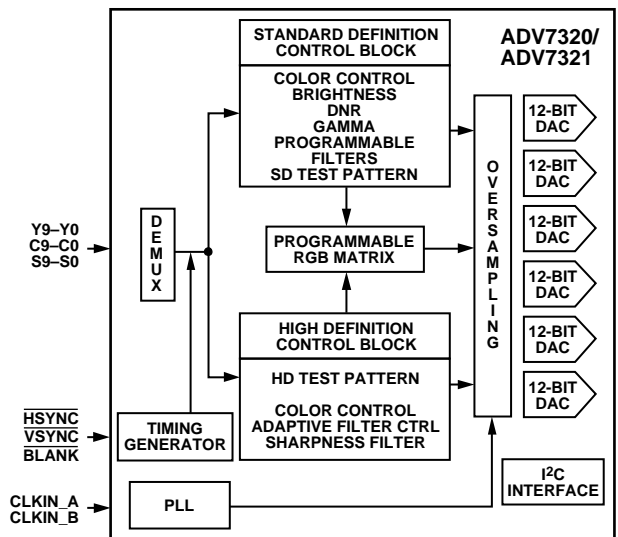 STANDARD DEFINITION
CONTROL BLOCK
ADV7320/
ADV7321
COLOR CONTROL
BRIGHTNESS
DNR
GAMMA
PROGRAMMABLE
FILTERS
SD TEST PATTERN
12-BIT
DAC
12-BIT
DAC
12-BIT
DAC
12-BIT
DAC
12-BIT
DAC
12-BIT
DAC
OVERSAMPLING
Y9–Y0
C9–C0
S9–S0
DEMUX
PROGRAMMABLE
RGB MATRIX
HIGH DEFINITION
CONTROL BLOCK
HD TEST PATTERN
COLOR CONTROL
ADAPTIVE FILTER CTRL
SHARPNESS FILTER
HSYNC
VSYNC
BLANK
TIMING
GENERATOR
CLKIN_A
CLKIN_B
PLL
I²C
INTERFACE